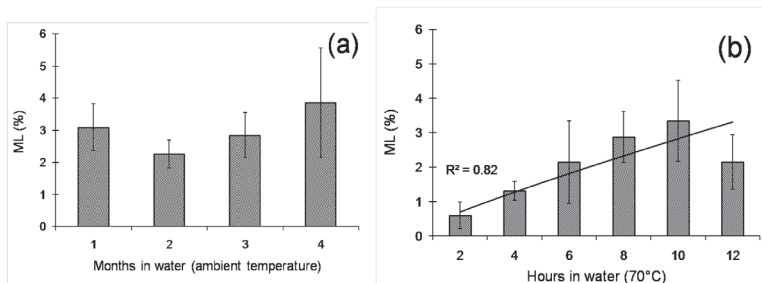 (a)
6
5
4
3
2
1
0
ML (%)
1 2 3 4
Months in water (ambient temperature)
(b)
6
5
4
3
2
1
0
ML (%)
R² = 0.82
2 4 6 8 10 12
Hours in water (70°C)